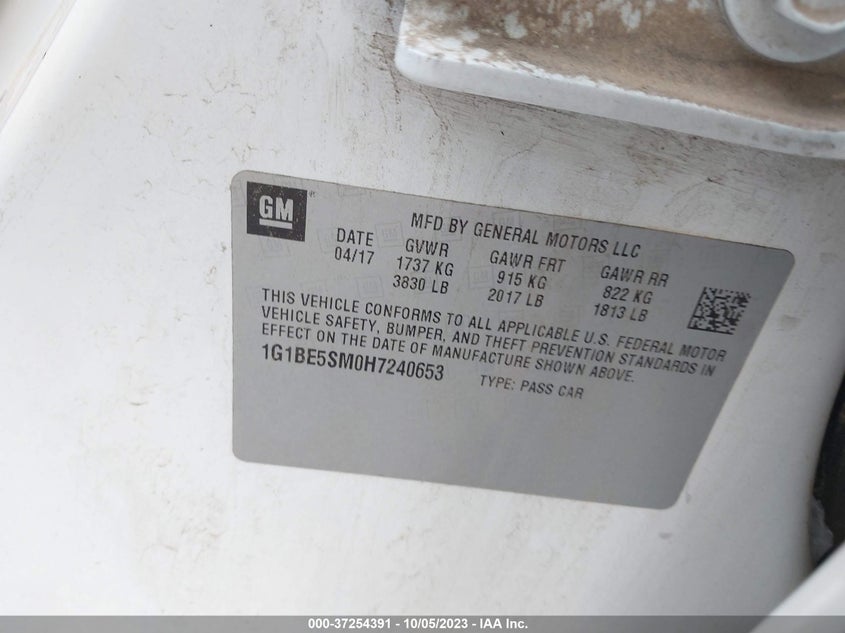 GM
MFD BY GENERAL MOTORS LLC
DATE GVWR GAWR FRT GAWR RR
04/17 1737 KG 915 KG 822 KG
3830 LB 2017 LB 1813 LB
THIS VEHICLE CONFORMS TO ALL APPLICABLE U.S. FEDERAL MOTOR
VEHICLE SAFETY, BUMPER, AND THEFT PREVENTION STANDARDS IN
EFFECT ON THE DATE OF MANUFACTURE SHOWN ABOVE.
1G1BE5SM0H7240653 TYPE: PASS CAR
000-37254391 - 10/05/2023 - © 2023 IAA Inc.